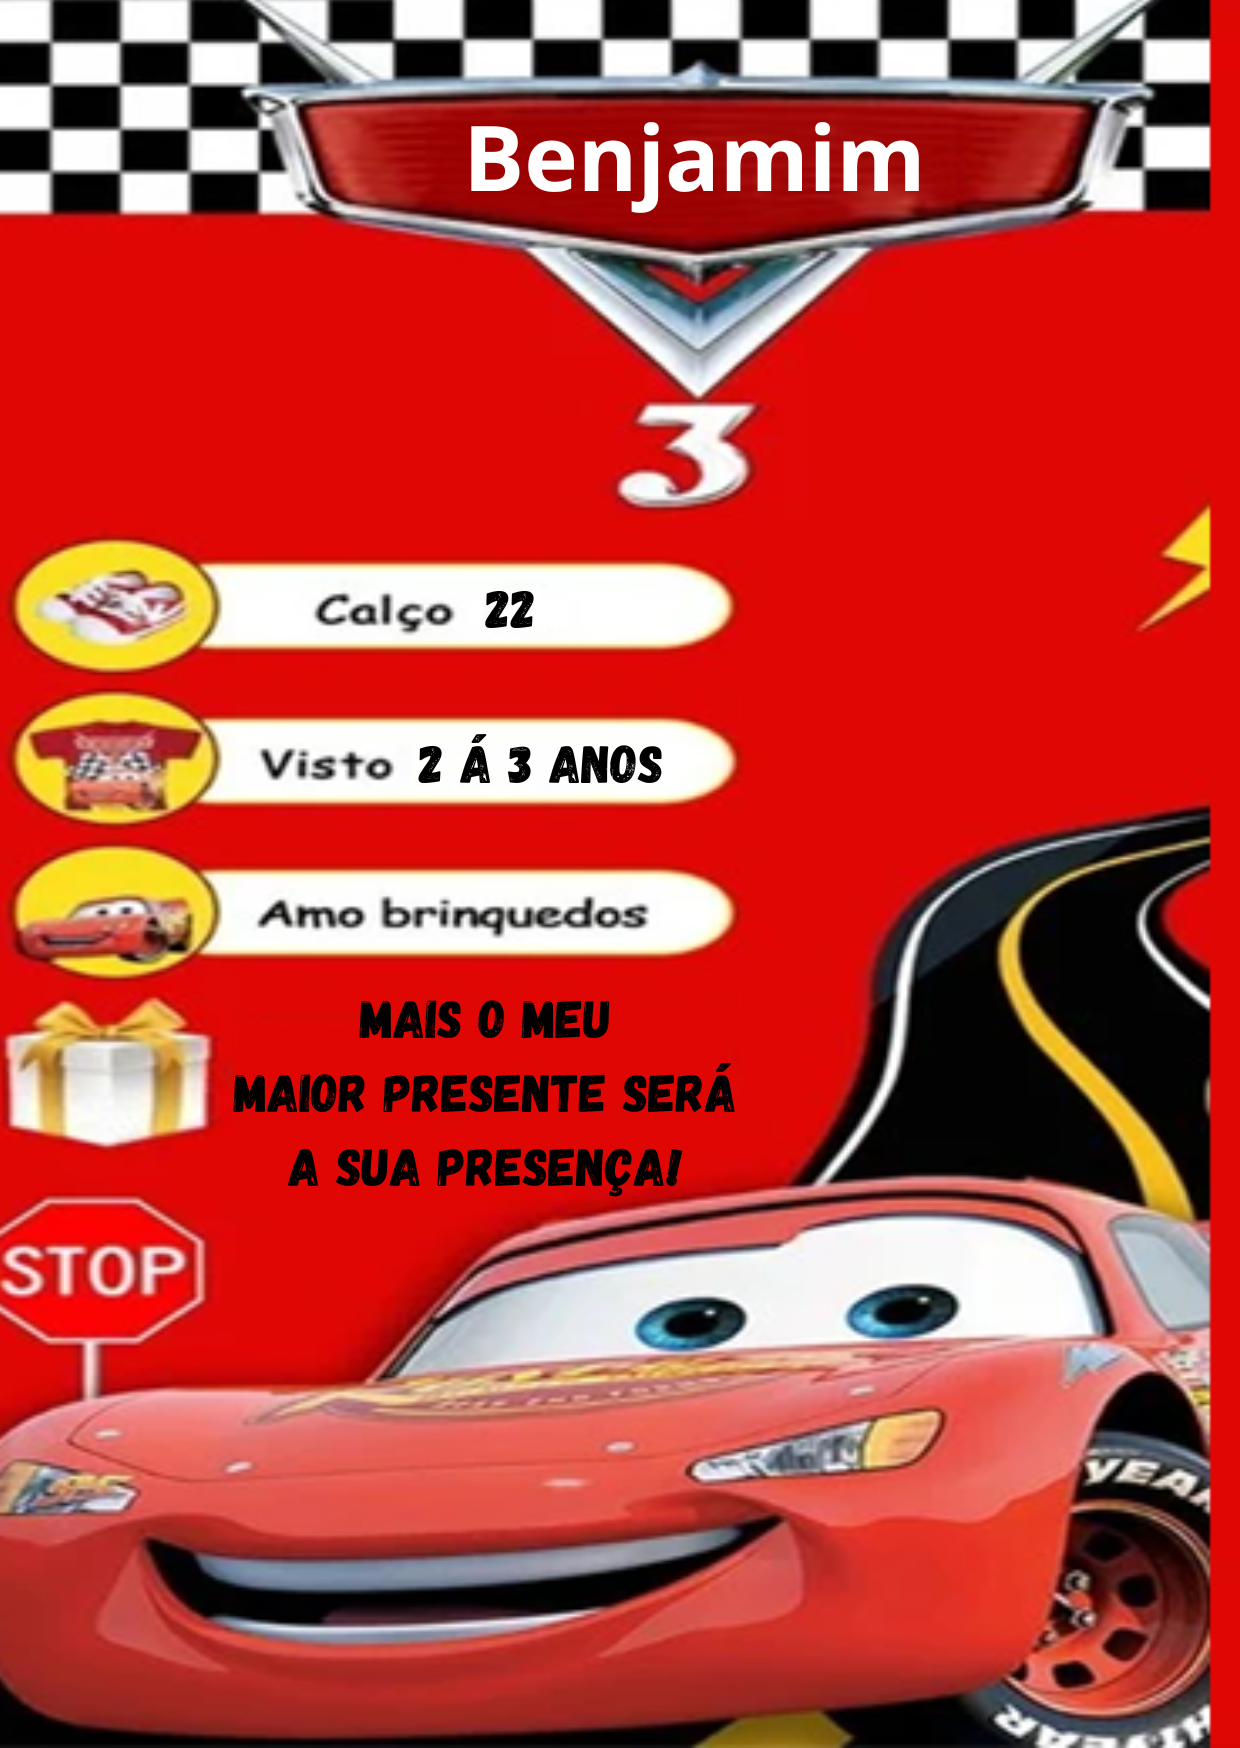 Benjamim
3
Calço 22
Visto 2 Á 3 ANOS
Amo brinquedos
MAIS O MEU
MAIOR PRESENTE SERÁ
A SUA PRESENÇA!
STOP